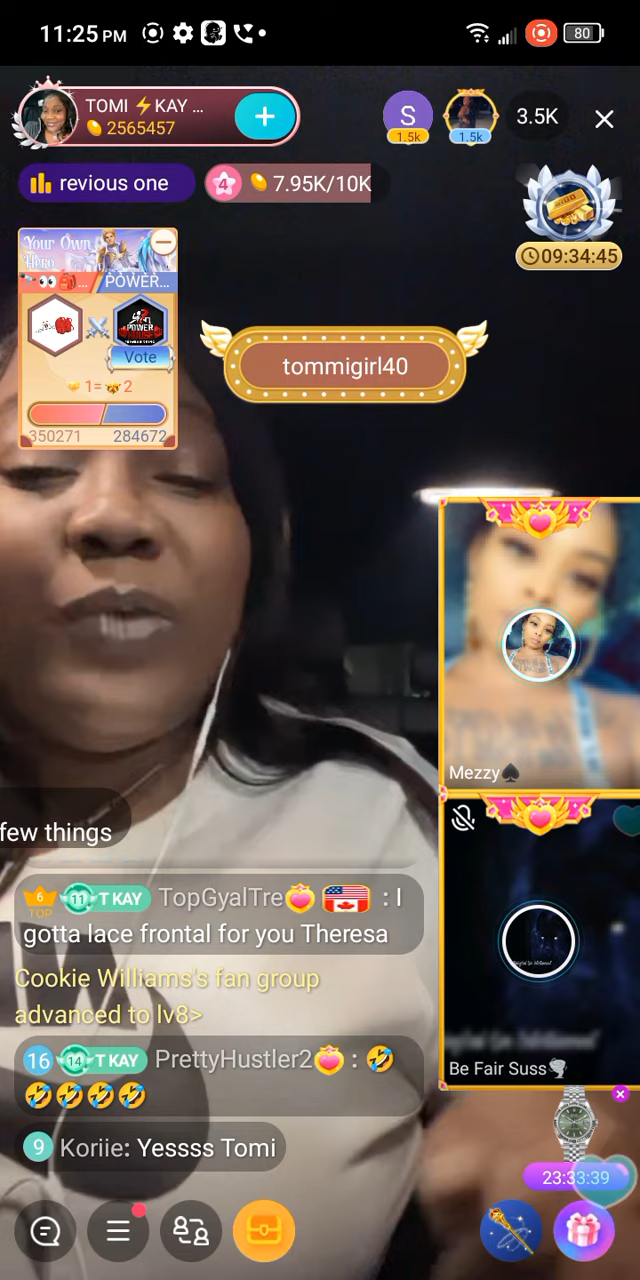 11:25 PM
80
TOMI⚡KAY ...
2565457
S
1.5k
1.5k
3.5K
revious one
4
7.95K/10K
09:34:45
Your Own
Hero
POWER...
Vote
1= 2
350271
284672
tommigirl40
Mezzy♠
few things
6
TOP
11
T KAY
TopGyalTre : I
gotta lace frontal for you Theresa
Cookie Williams's fan group
advanced to lv8>
16
14
T KAY
PrettyHustler2 : 🤣
🤣🤣🤣🤣
Be Fair Suss🌪
9
Koriie: Yessss Tomi
23:33:39